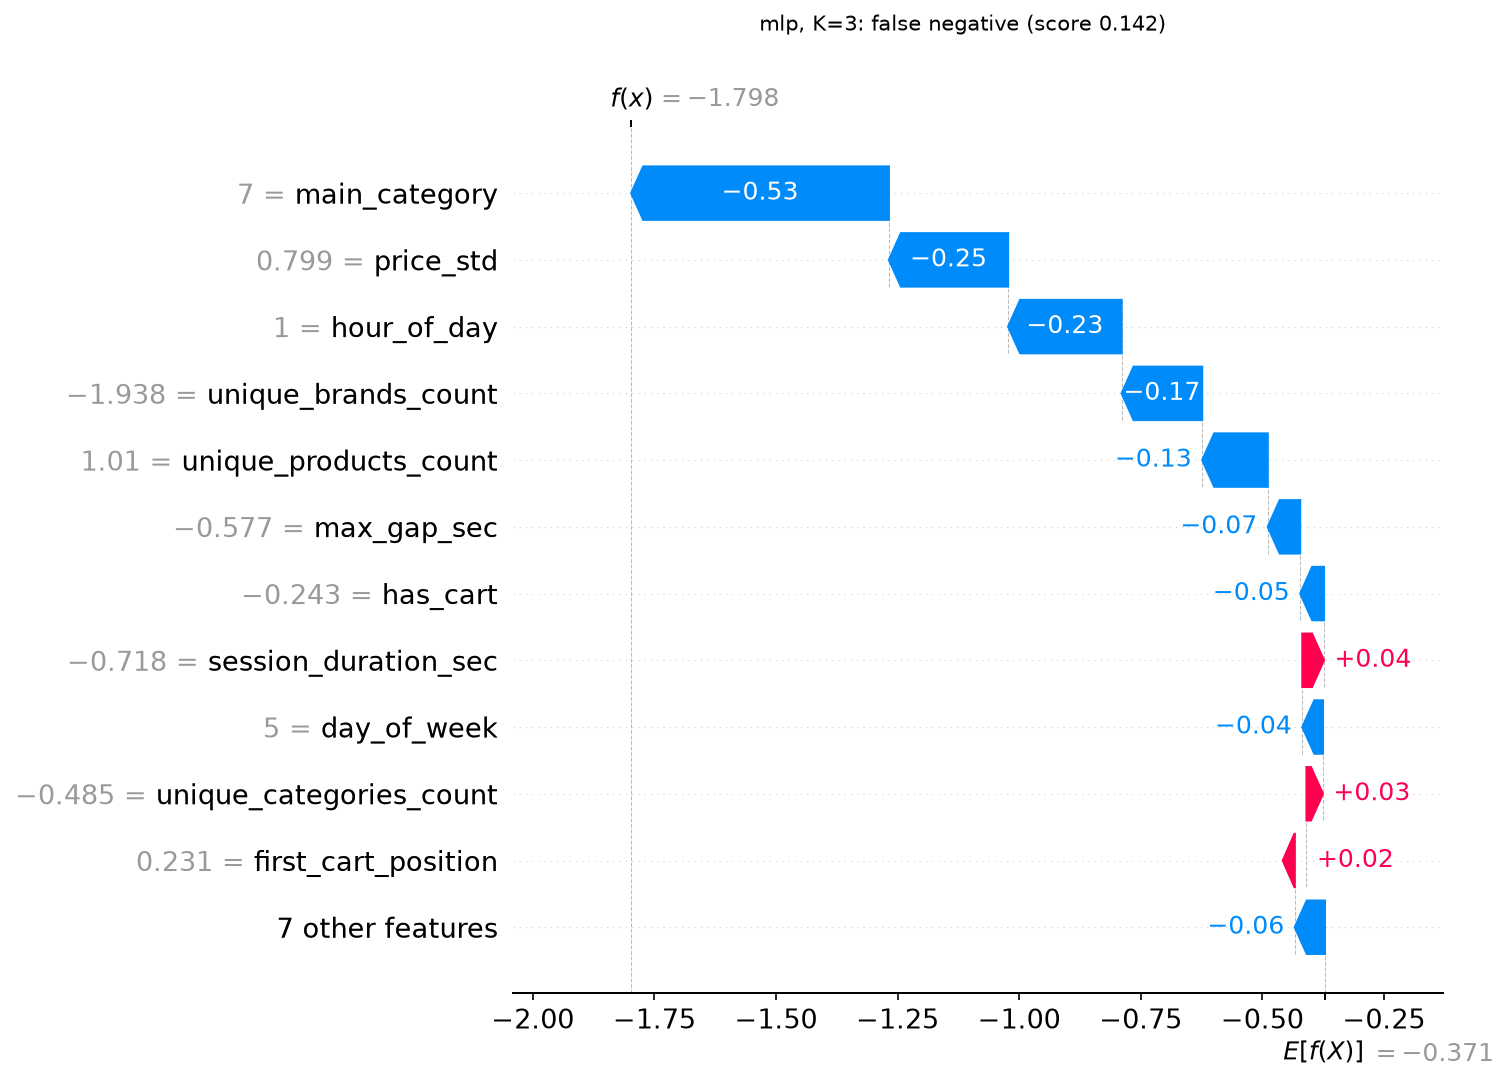 mlp, K=3: false negative (score 0.142)
f(x) = −1.798
7 = main_category −0.53
0.799 = price_std −0.25
1 = hour_of_day −0.23
−1.938 = unique_brands_count −0.17
1.01 = unique_products_count −0.13
−0.577 = max_gap_sec −0.07
−0.243 = has_cart −0.05
−0.718 = session_duration_sec +0.04
5 = day_of_week −0.04
−0.485 = unique_categories_count +0.03
0.231 = first_cart_position +0.02
7 other features −0.06
−2.00 −1.75 −1.50 −1.25 −1.00 −0.75 −0.50 −0.25
E[f(X)] = −0.371